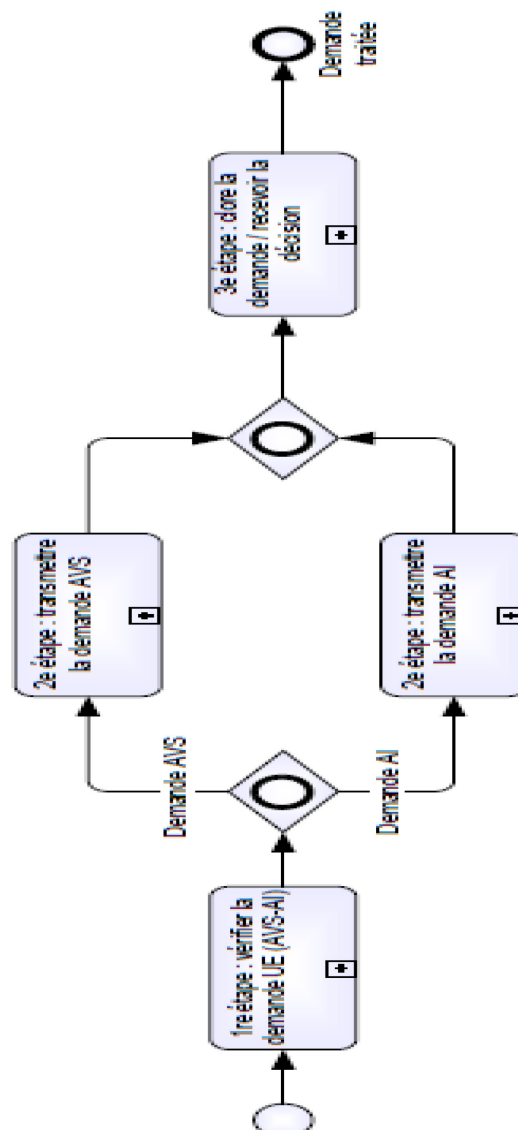 1re étape : vérifier la
demande UE (AVS-AI)
Demande AVS
Demande AI
2e étape : transmettre
la demande AVS
2e étape : transmettre
la demande AI
3e étape : clore la
demande / recevoir la
décision
Demande
traitée